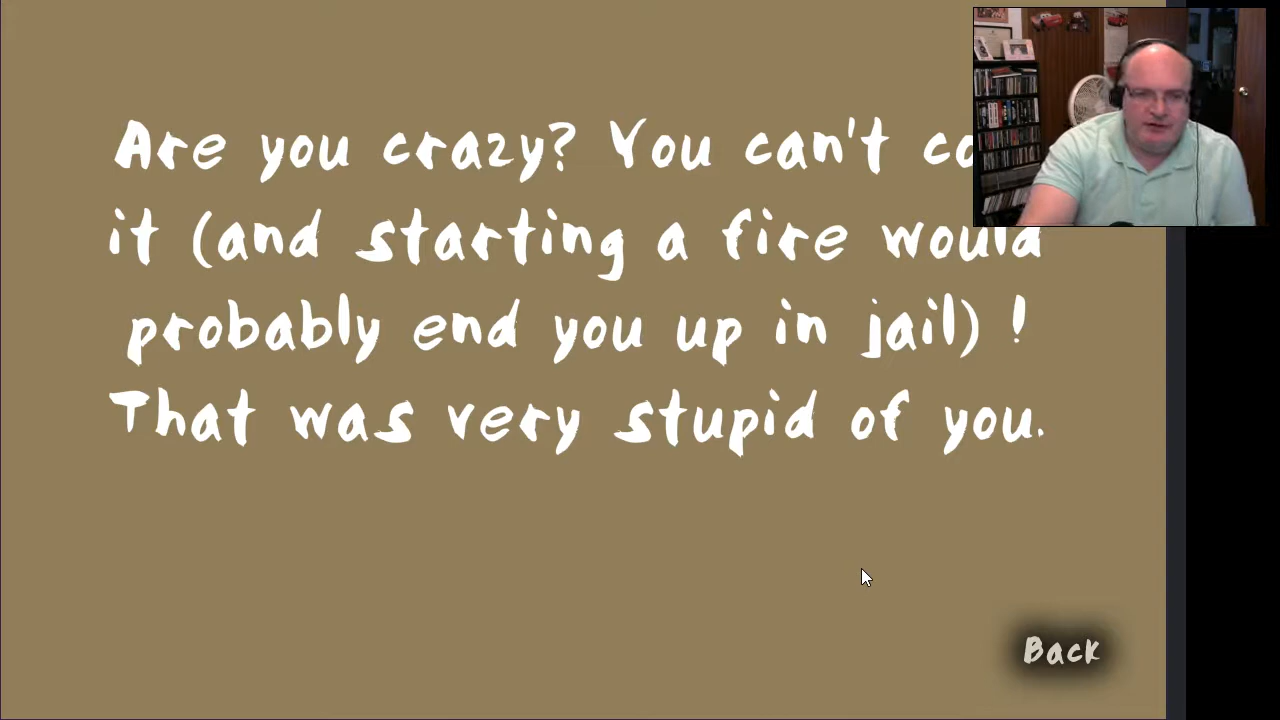 Are you crazy? You can't
it (and starting a fire would
probably end you up in jail) !
That was very stupid of you.
Back